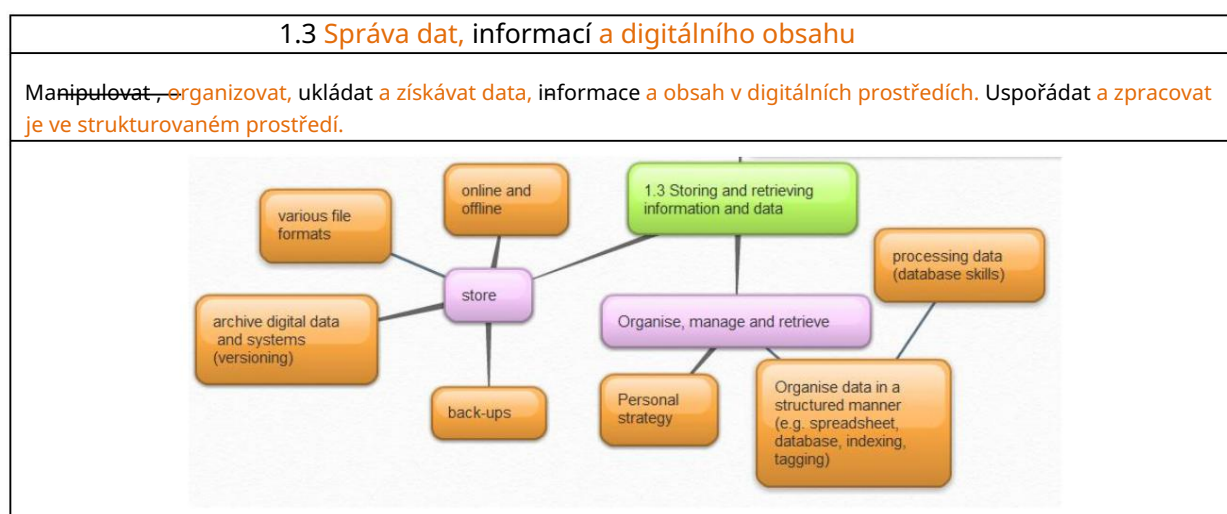 1.3 Správa dat, informací a digitálního obsahu
Manipulovat , organizovat, ukládat a získávat data, informace a obsah v digitálních prostředích. Uspořádat a zpracovat
je ve strukturovaném prostředí.
online and
offline
1.3 Storing and retrieving
information and data
various file
formats
processing data
(database skills)
store
archive digital data
and systems
(versioning)
Organise, manage and retrieve
back-ups
Personal
strategy
Organise data in a
structured manner
(e.g. spreadsheet,
database, indexing,
tagging)